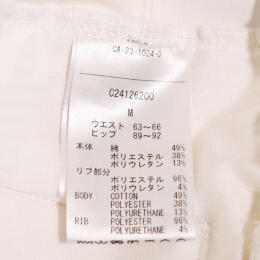 CA-23-1024-3
C24126200
M
ウエスト 63〜66
ヒップ 89〜92
本体 綿 49%
ポリエステル 38%
ポリウレタン 13%
リブ部分
ポリエステル 96%
ポリウレタン 4%
BODY COTTON 49%
POLYESTER 38%
POLYURETHANE 13%
RIB POLYESTER 96%
POLYURETHANE 4%